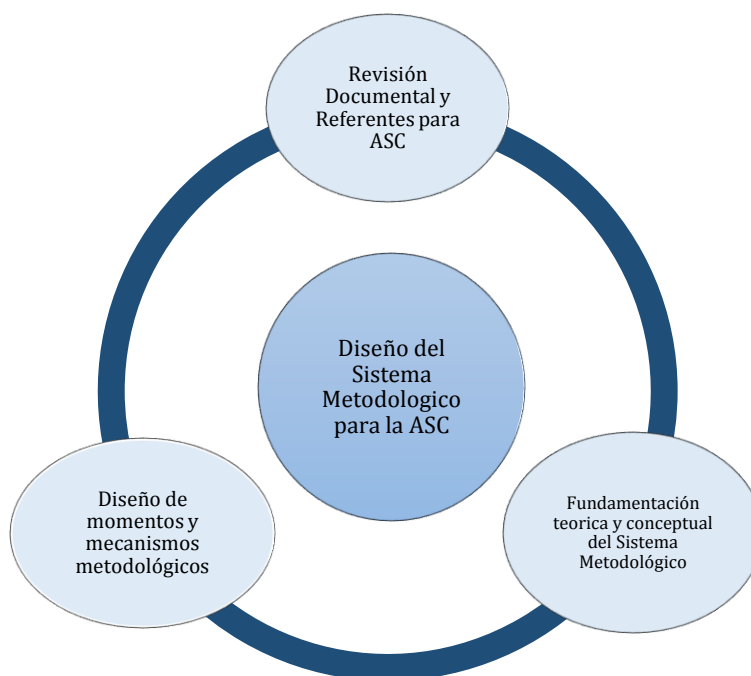 Revisión
Documental y
Referentes para
ASC
Diseño del
Sistema
Metodologico
para la ASC
Diseño de
momentos y
mecanismos
metodológicos
Fundamentación
teorica y conceptual
del Sistema
Metodológico